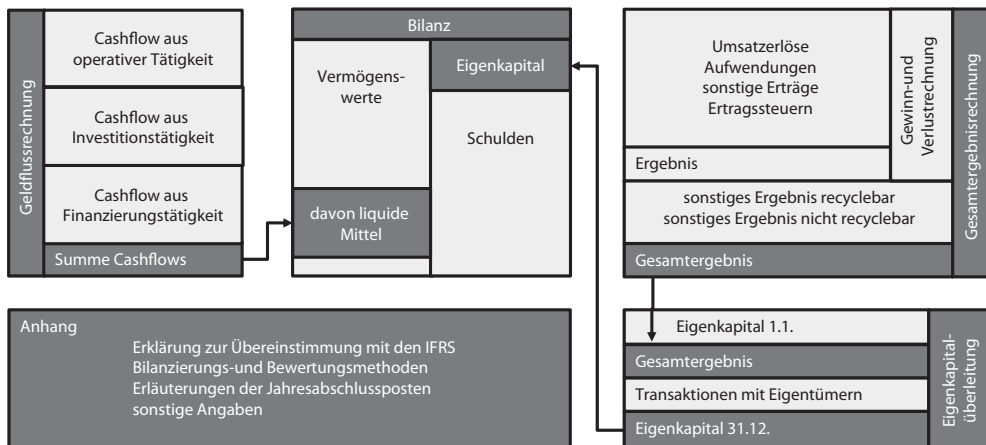 Geldflussrechnung
Cashflow aus
operativer Tätigkeit
Cashflow aus
Investitionstätigkeit
Cashflow aus
Finanzierungstätigkeit
Summe Cashflows
Bilanz
Vermögens-
werte
davon liquide
Mittel
Eigenkapital
Schulden
Umsatzerlöse
Aufwendungen
sonstige Erträge
Ertragssteuern
Ergebnis
Gewinn-und
Verlustrechnung
sonstiges Ergebnis recyclebar
sonstiges Ergebnis nicht recyclebar
Gesamtergebnis
Gesamtergebnisrechnung
Anhang
Erklärung zur Übereinstimmung mit den IFRS
Bilanzierungs-und Bewertungsmethoden
Erläuterungen der Jahresabschlussposten
sonstige Angaben
Eigenkapital 1.1.
Gesamtergebnis
Transaktionen mit Eigentümern
Eigenkapital 31.12.
Eigenkapital-
überleitung